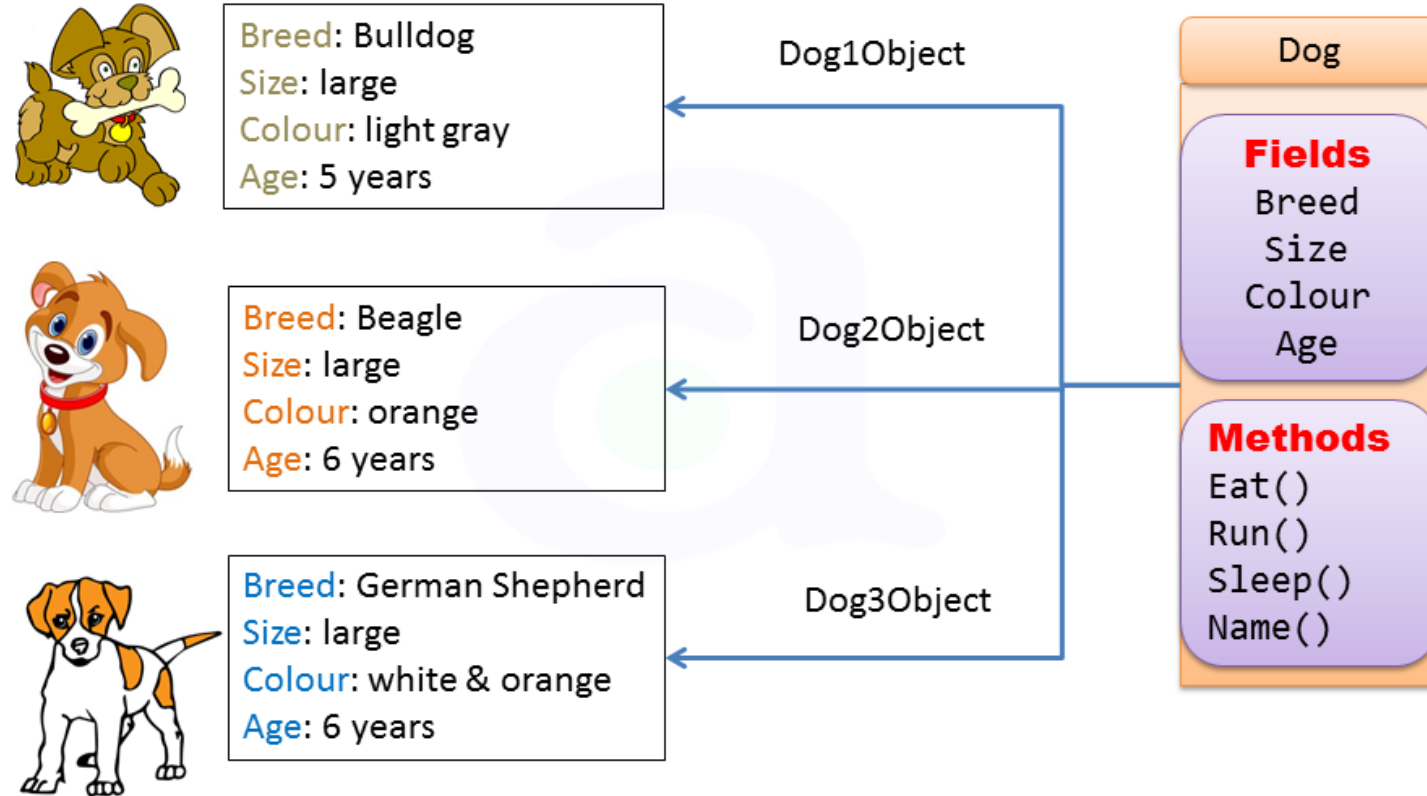 Breed: Bulldog
Size: large
Colour: light gray
Age: 5 years
Dog1Object
Breed: Beagle
Size: large
Colour: orange
Age: 6 years
Dog2Object
Breed: German Shepherd
Size: large
Colour: white & orange
Age: 6 years
Dog3Object
Dog
Fields
Breed
Size
Colour
Age
Methods
Eat()
Run()
Sleep()
Name()